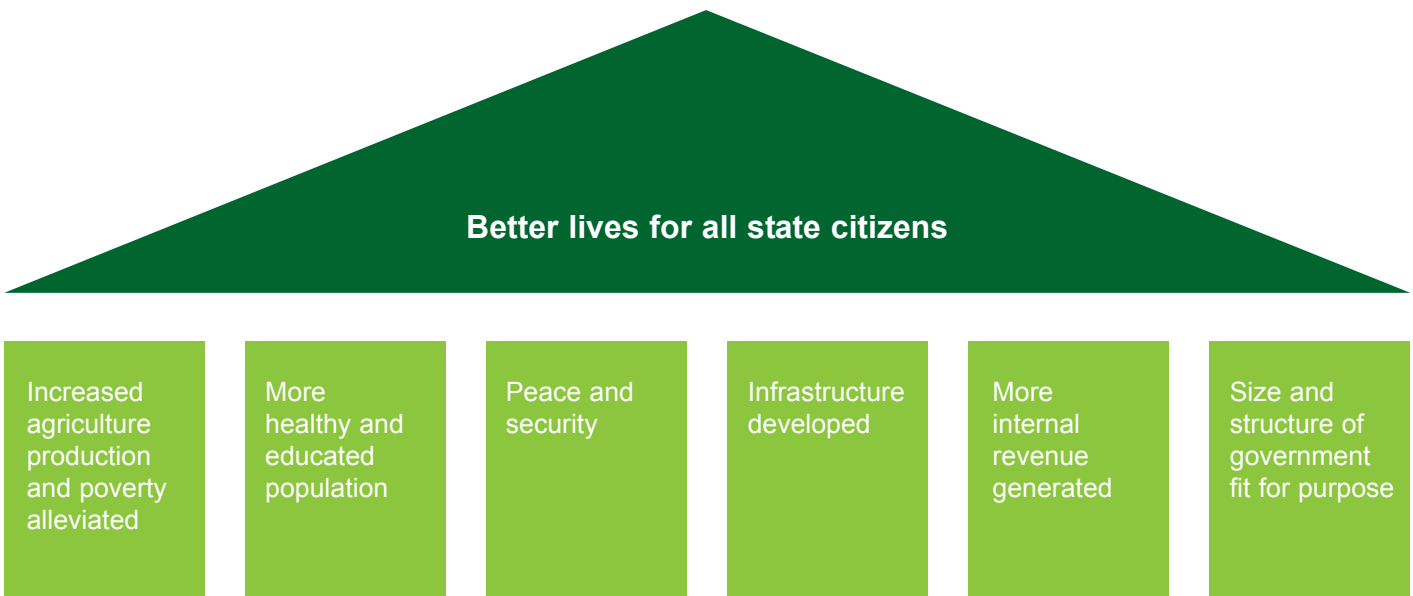 Better lives for all state citizens
Increased
agriculture
production
and poverty
alleviated
More
healthy and
educated
population
Peace and
security
Infrastructure
developed
More
internal
revenue
generated
Size and
structure of
government
fit for purpose